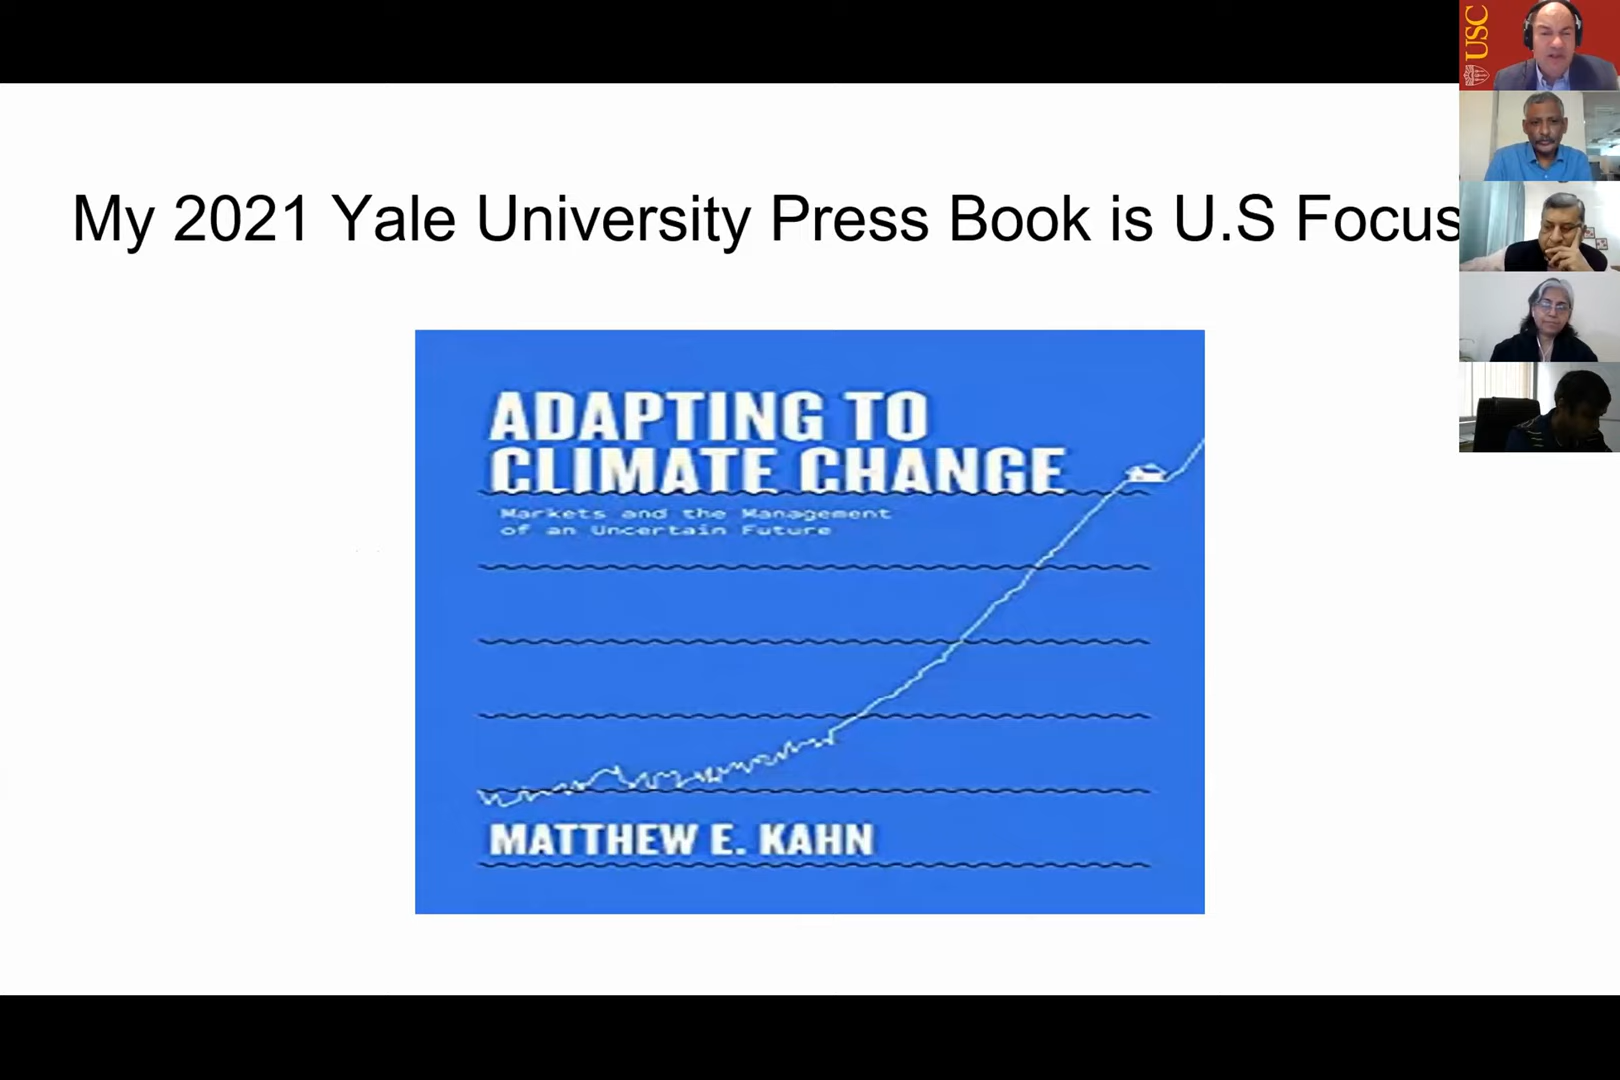 My 2021 Yale University Press Book is U.S Focus
ADAPTING TO
CLIMATE CHANGE
Markets and the Management
of an Uncertain Future
MATTHEW E. KAHN
USC